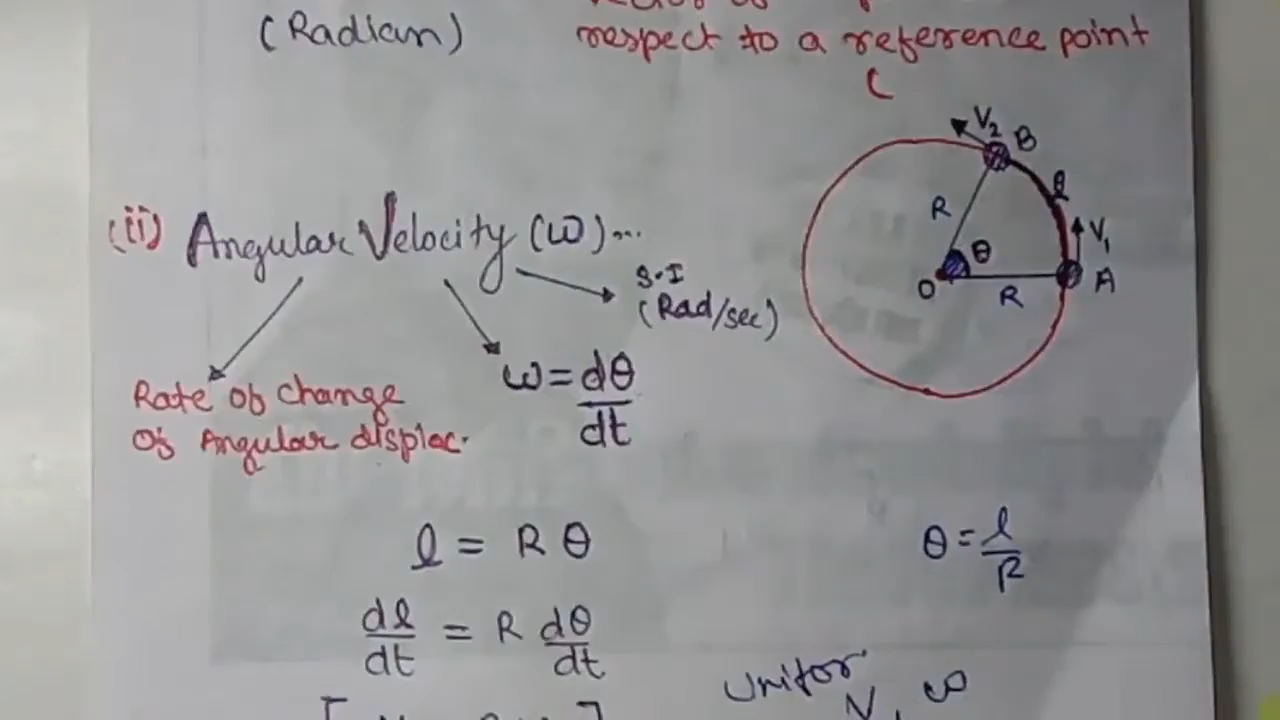 (Radian)
respect to a reference point
(
V₂ B
l
R
V₁
θ
O R A
(ii) Angular Velocity (ω)...
S.I
(Rad/sec)
Rate of change
of Angular displac.
ω = dθ/dt
l = R θ
θ = l/R
dl/dt = R dθ/dt
Unifor
V, ω